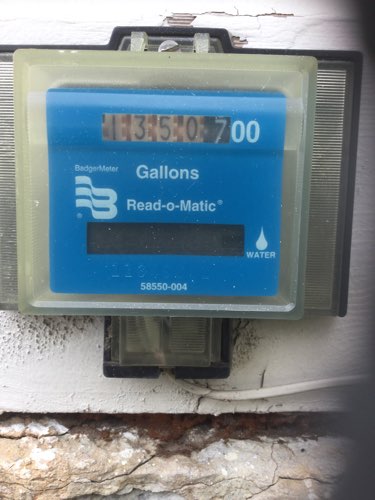 1350700
BadgerMeter
Gallons
®
Read-o-Matic®
WATER
58550-004